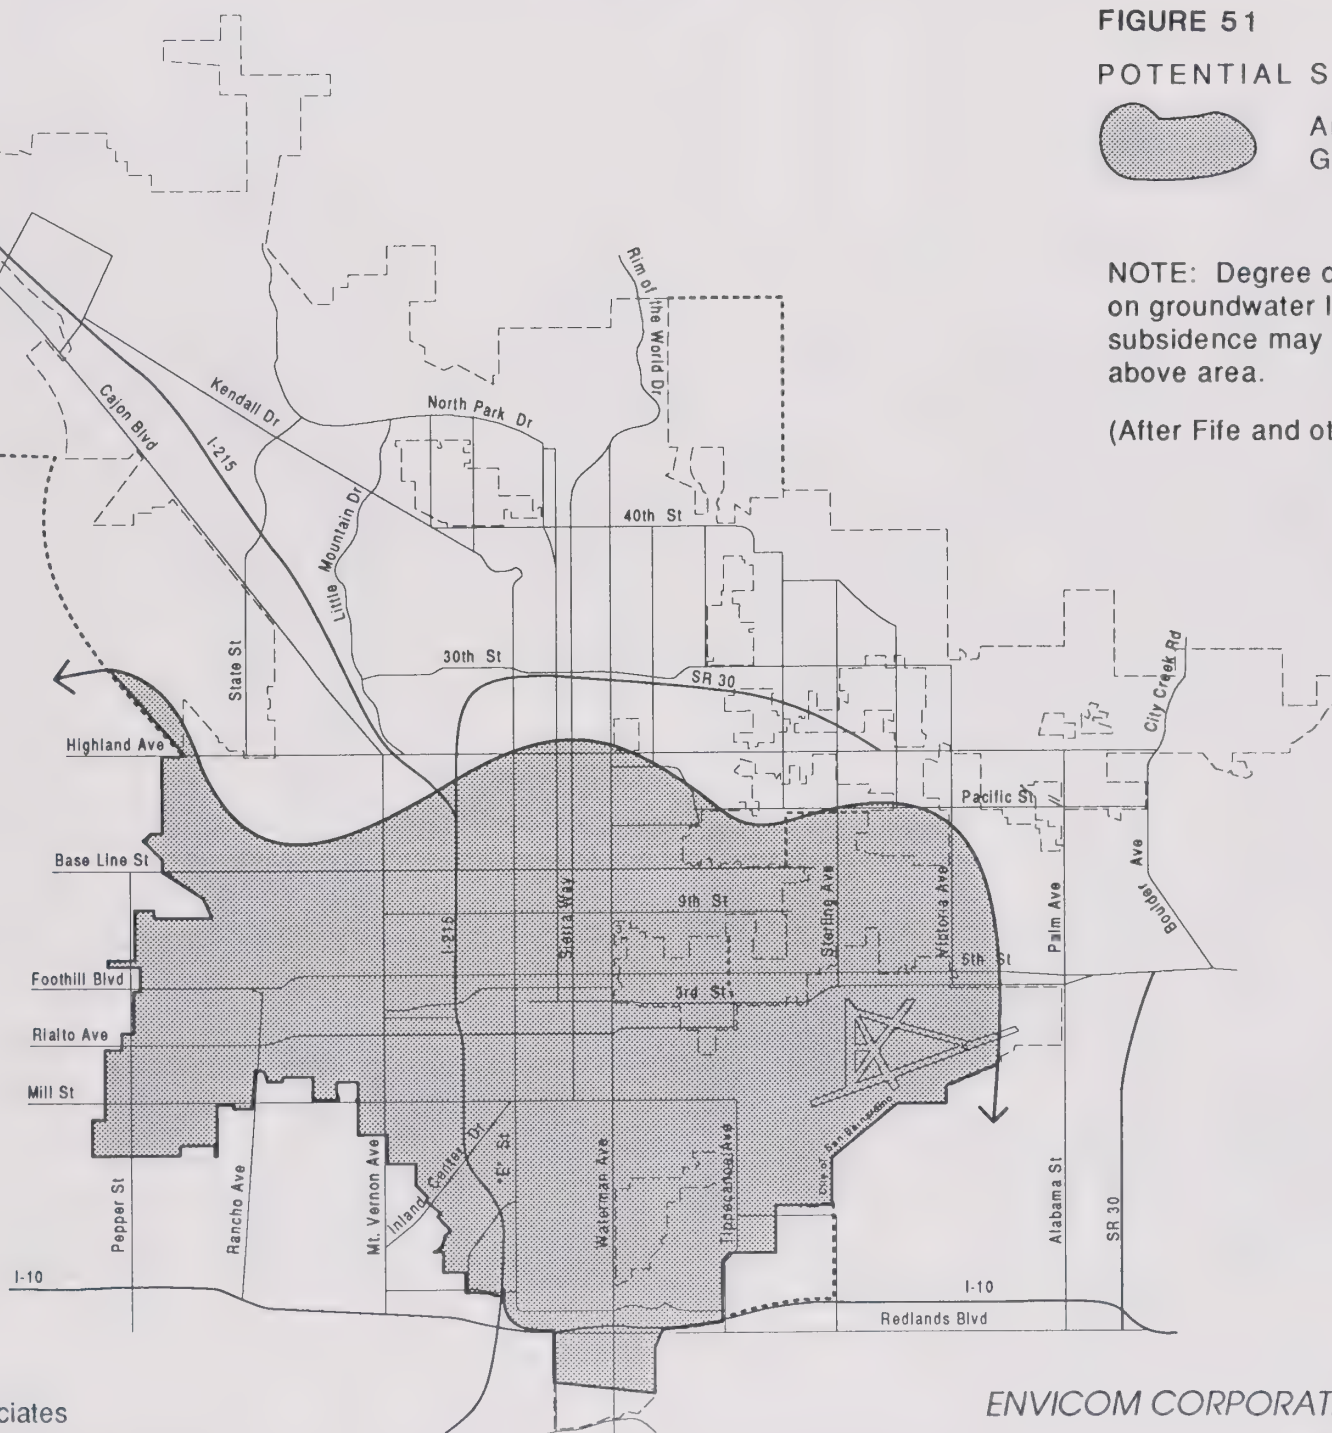 FIGURE 51
POTENTIAL S
A
G
NOTE: Degree o
on groundwater l
subsidence may
above area.
(After Fife and ot
Rim of the World Dr
Kendall Dr
North Park Dr
Cajon Blvd
I-215
40th St
Little Mountain Dr
State St
30th St
SR 30
City Creek Rd
Highland Ave
Pacific St
Base Line St
9th St
Sierra Way
I-215
Sterling Ave
Victoria Ave
Palm Ave
Boulder Ave
Foothill Blvd
5th St
3rd St
Rialto Ave
Mill St
City of San Bernardino
Inland Center Dr
"E" St
Waterman Ave
Tippecanoe Ave
Pepper St
Rancho Ave
Mt. Vernon Ave
Alabama St
SR 30
I-10
I-10
Redlands Blvd
ciates
ENVICOM CORPORAT